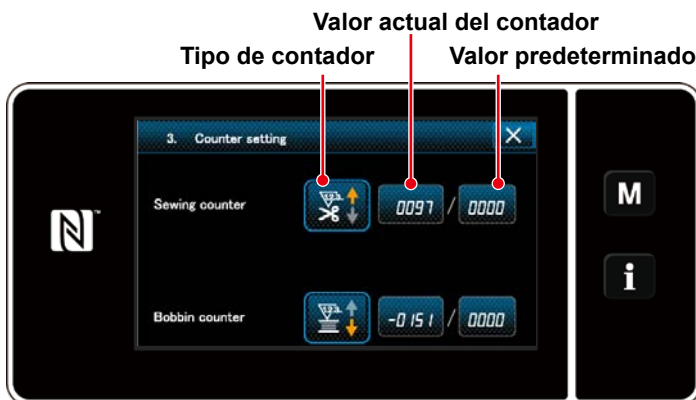 Valor actual del contador
Tipo de contador Valor predeterminado
3. Counter setting X
Sewing counter 0097 / 0000
M
i
Bobbin counter -0151 / 0000